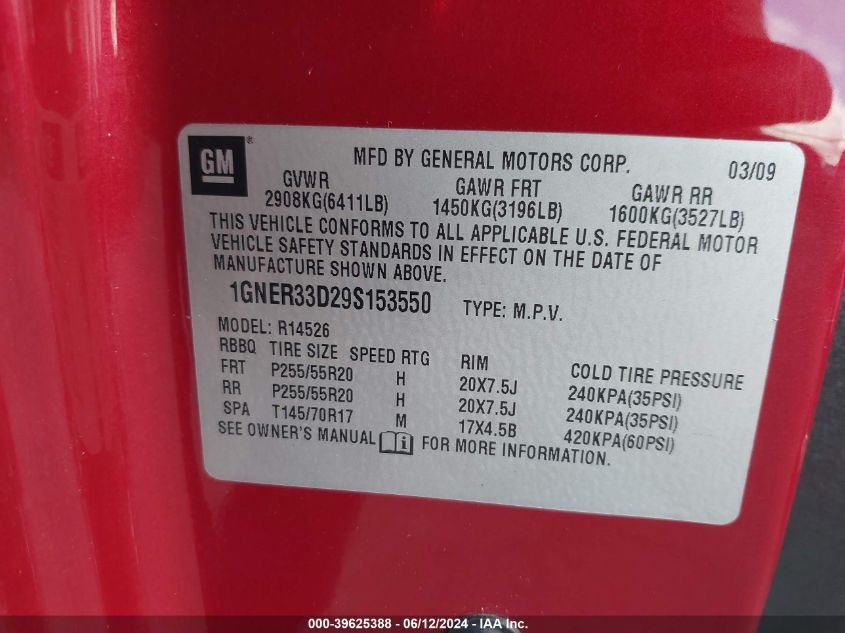 GM®
MFD BY GENERAL MOTORS CORP. 03/09
GVWR GAWR FRT GAWR RR
2908KG(6411LB) 1450KG(3196LB) 1600KG(3527LB)
THIS VEHICLE CONFORMS TO ALL APPLICABLE U.S. FEDERAL MOTOR
VEHICLE SAFETY STANDARDS IN EFFECT ON THE DATE OF
MANUFACTURE SHOWN ABOVE.
1GNER33D29S153550 TYPE: M.P.V.
MODEL: R14526
RBBQ TIRE SIZE SPEED RTG RIM COLD TIRE PRESSURE
FRT P255/55R20 H 20X7.5J 240KPA(35PSI)
RR P255/55R20 H 20X7.5J 240KPA(35PSI)
SPA T145/70R17 M 17X4.5B 420KPA(60PSI)
SEE OWNER'S MANUAL i FOR MORE INFORMATION.
000-39625388 - 06/12/2024 - IAA Inc.